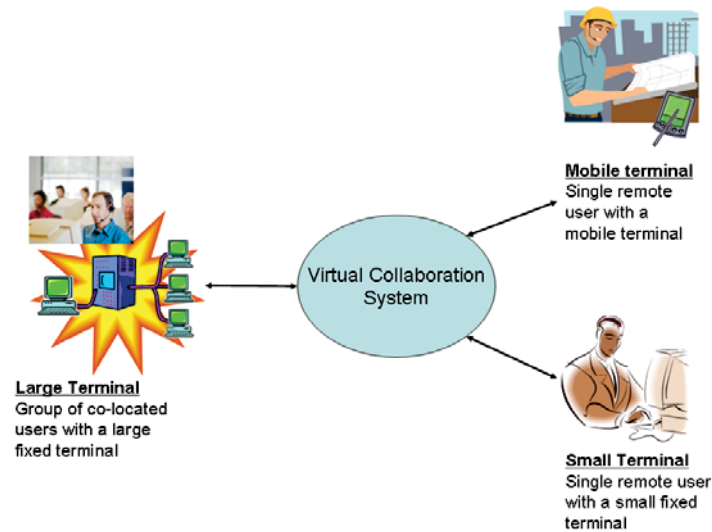 Mobile terminal
Single remote
user with a
mobile terminal
Virtual Collaboration
System
Large Terminal
Group of co-located
users with a large
fixed terminal
Small Terminal
Single remote user
with a small fixed
terminal